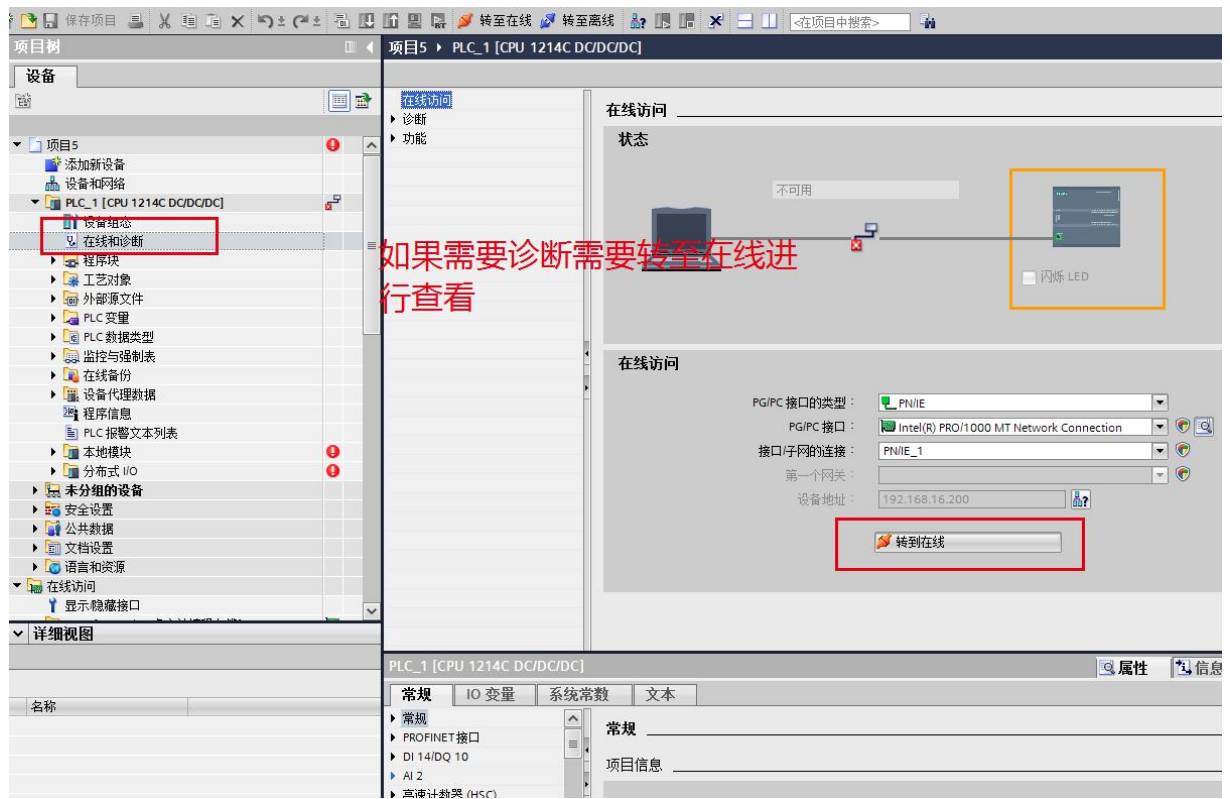 保存项目
转至在线
转至离线
<在项目中搜索>
项目树
项目5 PLC_1 [CPU 1214C DC/DC/DC]
设备
项目5
添加新设备
设备和网络
PLC_1 [CPU 1214C DC/DC/DC]
设备组态
在线和诊断
程序块
工艺对象
外部源文件
PLC 变量
PLC 数据类型
监控与强制表
在线备份
设备代理数据
程序信息
PLC 报警文本列表
本地模块
分布式 I/O
未分组的设备
安全设置
公共数据
文档设置
语言和资源
在线访问
显示/隐藏接口
详细视图
名称
在线访问
诊断
功能
在线访问
状态
不可用
闪烁 LED
如果需要诊断需要转至在线进
行查看
在线访问
PG/PC 接口的类型：
PN/IE
PG/PC 接口：
Intel(R) PRO/1000 MT Network Connection
接口/子网的连接：
PN/IE_1
第一个网关：
设备地址：
192.168.16.200
转到在线
PLC_1 [CPU 1214C DC/DC/DC]
属性
信息
常规
IO 变量
系统常数
文本
常规
PROFINET 接口
DI 14/DQ 10
AI 2
高速计数器 (HSC)
常规
项目信息